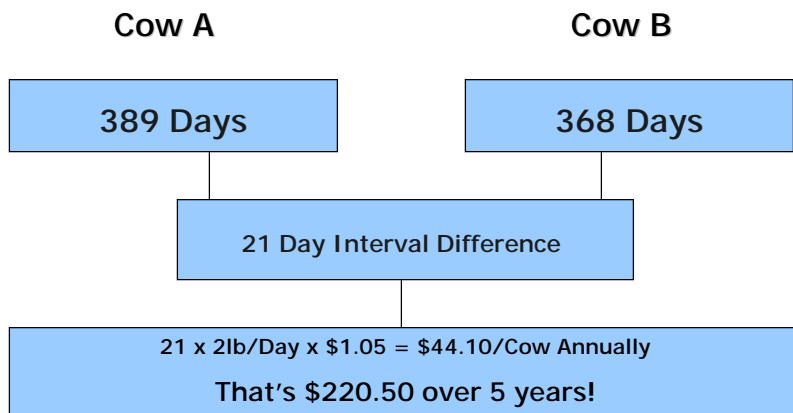 Cow A
Cow B
389 Days
368 Days
21 Day Interval Difference
21 x 2lb/Day x $1.05 = $44.10/Cow Annually
That's $220.50 over 5 years!